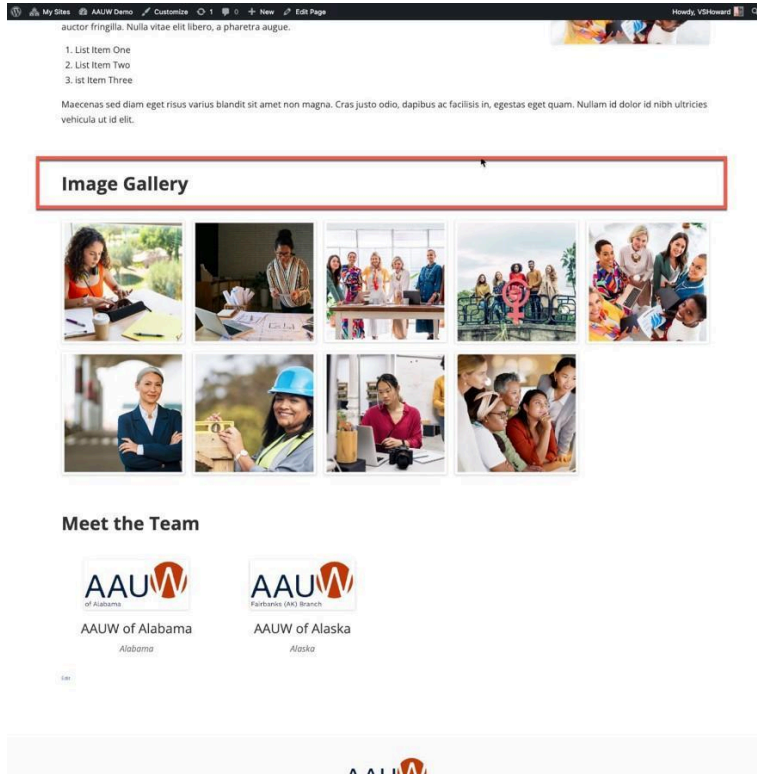 My Sites AAUW Demo Customize 1 0 New Edit Page Howdy, VSHoward
auctor fringilla. Nulla vitae elit libero, a pharetra augue.
1. List Item One
2. List Item Two
3. ist Item Three
Maecenas sed diam eget risus varius blandit sit amet non magna. Cras justo odio, dapibus ac facilisis in, egestas eget quam. Nullam id dolor id nibh ultricies
vehicula ut id elit.
Image Gallery
Meet the Team
AAUW AAUW
of Alabama Fairbanks (AK) Branch
AAUW of Alabama AAUW of Alaska
Alabama Alaska
AAUW